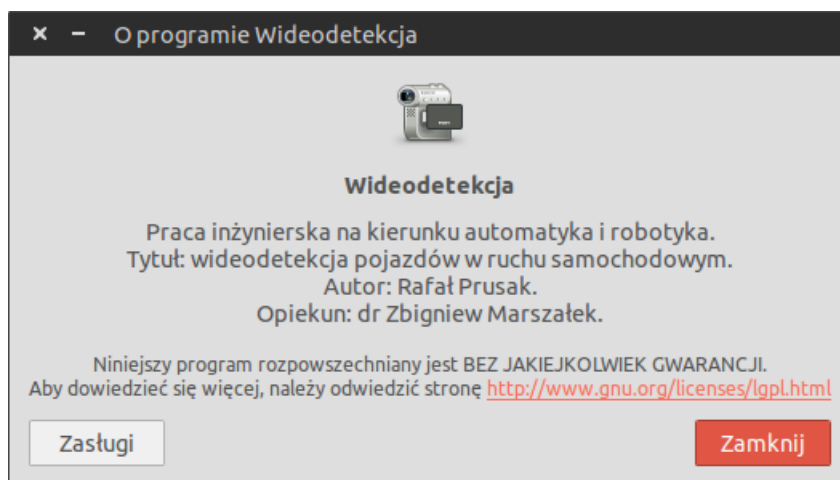 O programie Wideodetekcja
Wideodetekcja
Praca inżynierska na kierunku automatyka i robotyka.
Tytuł: wideodetekcja pojazdów w ruchu samochodowym.
Autor: Rafał Prusak.
Opiekun: dr Zbigniew Marszałek.
Niniejszy program rozpowszechniany jest BEZ JAKIEJKOLWIEK GWARANCJI.
Aby dowiedzieć się więcej, należy odwiedzić stronę http://www.gnu.org/licenses/lgpl.html
Zasługi
Zamknij